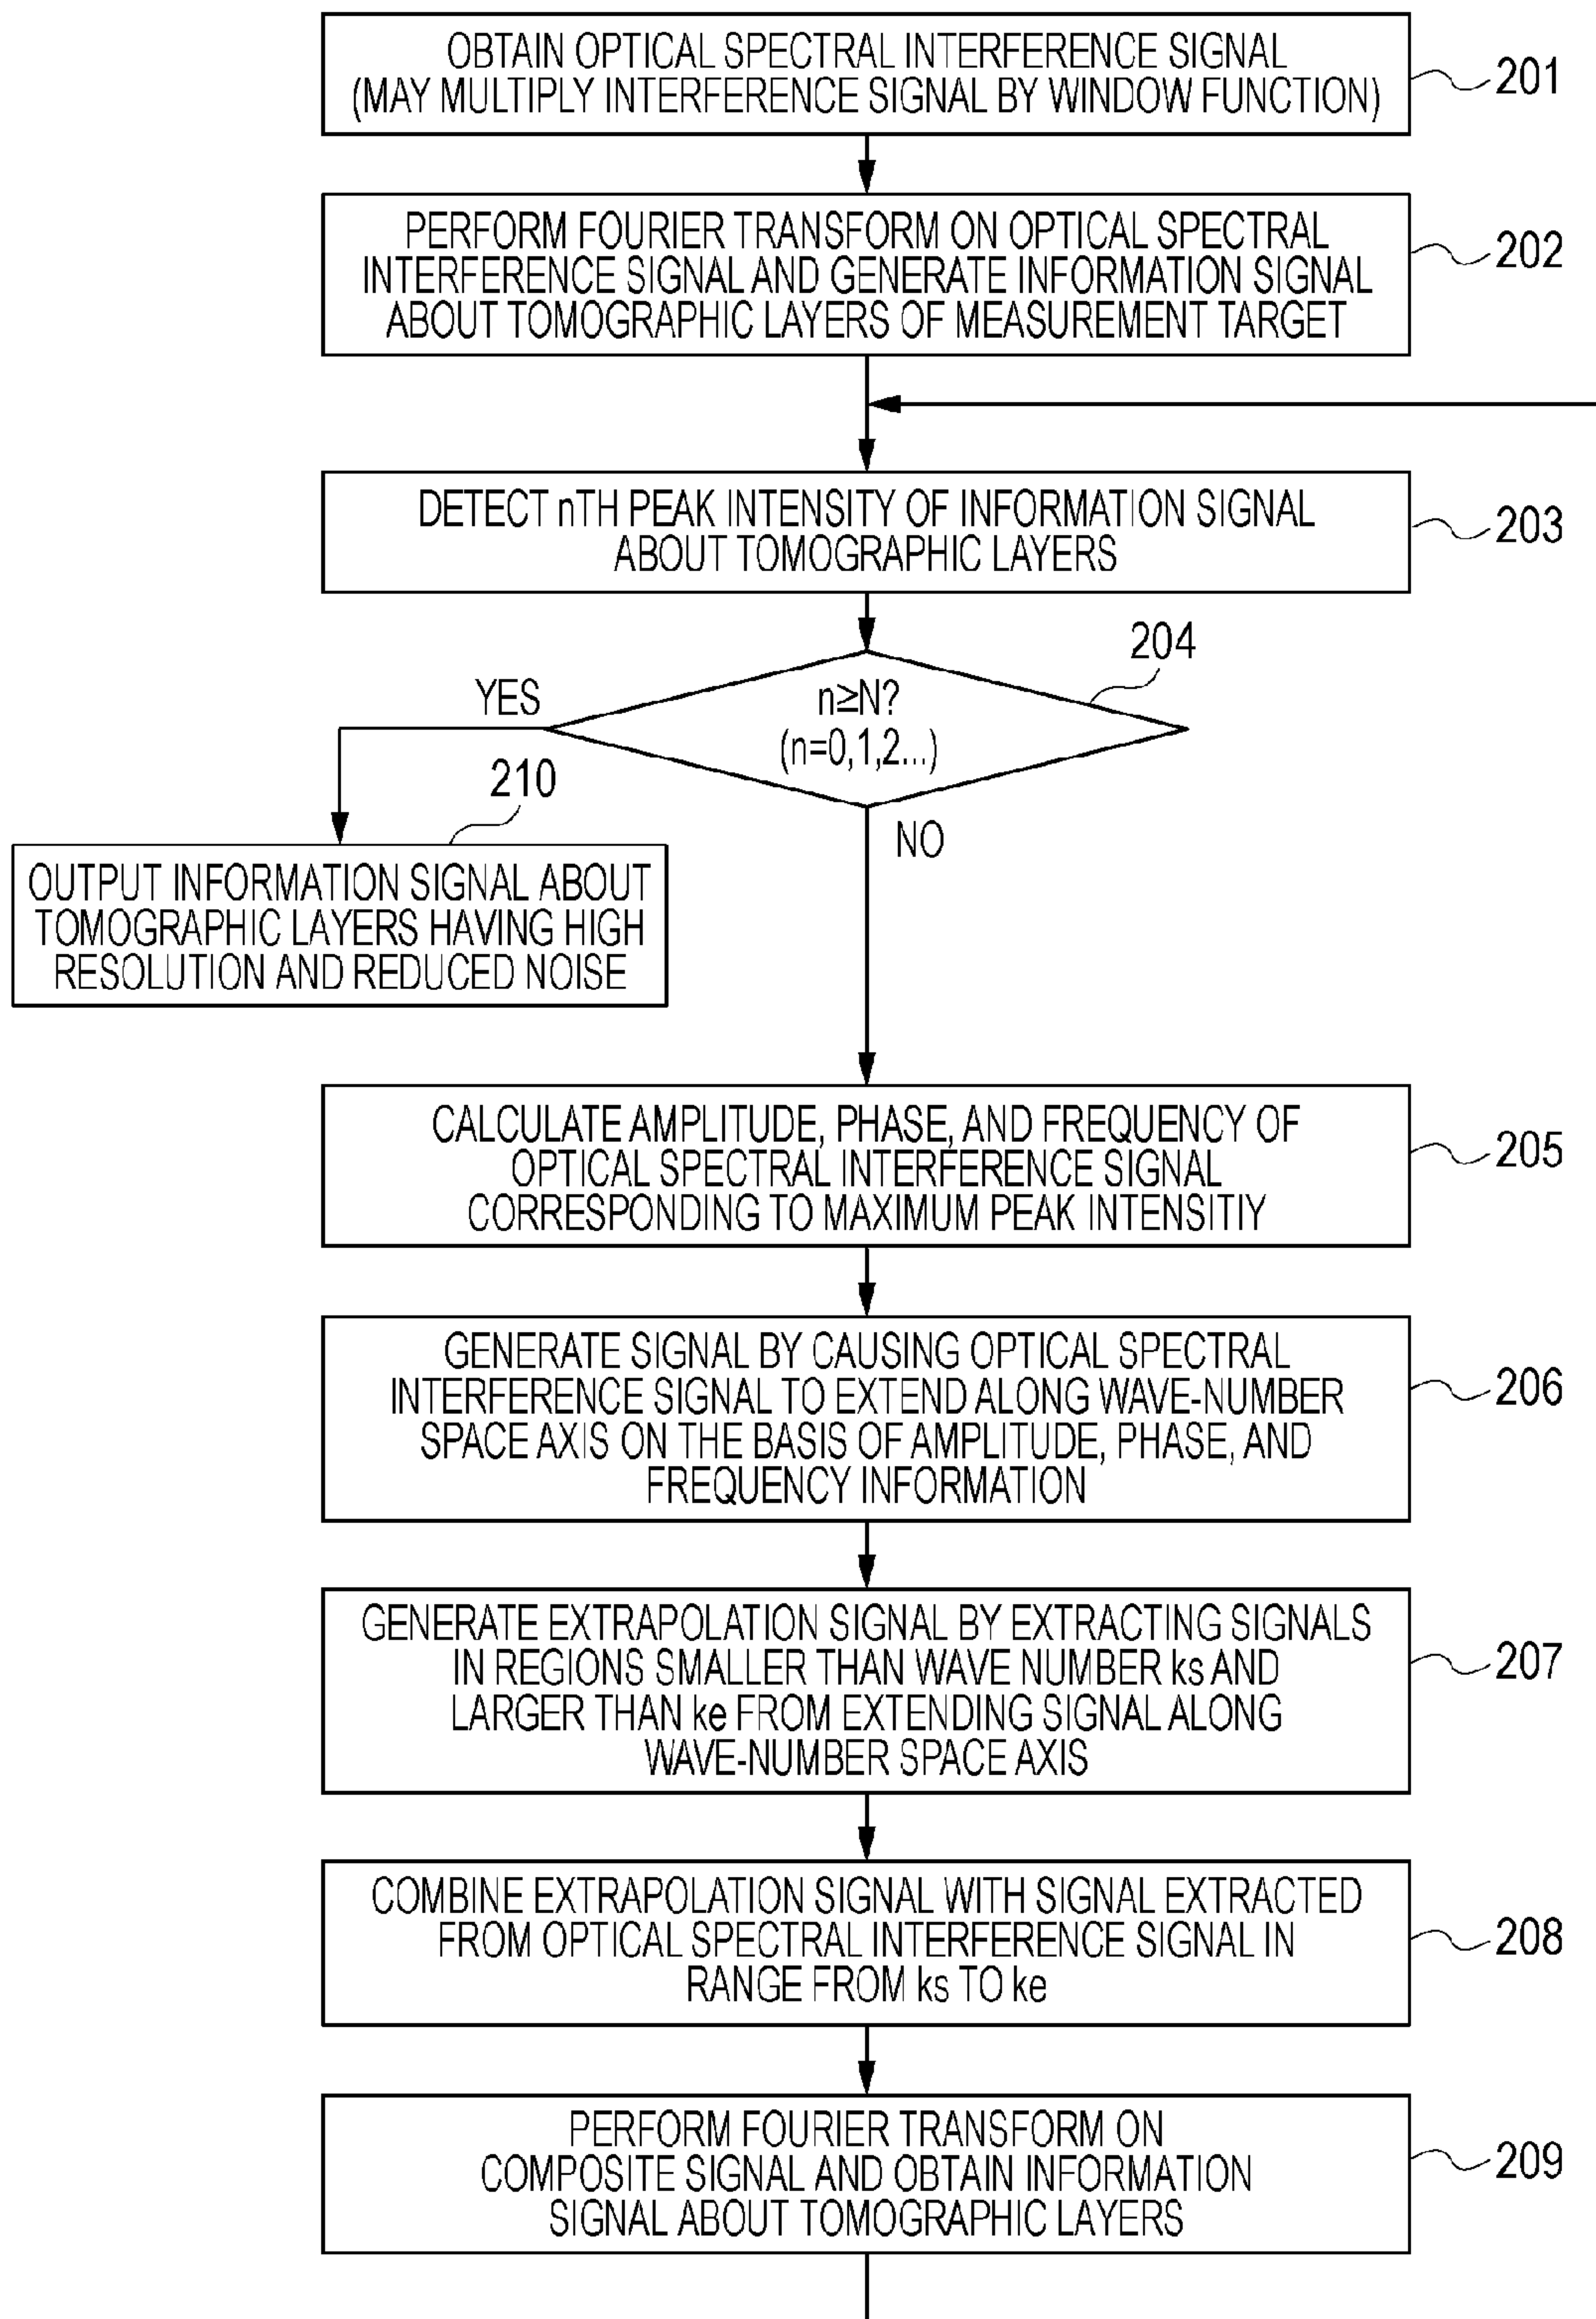 OBTAIN OPTICAL SPECTRAL INTERFERENCE SIGNAL
(MAY MULTIPLY INTERFERENCE SIGNAL BY WINDOW FUNCTION)
201
PERFORM FOURIER TRANSFORM ON OPTICAL SPECTRAL
INTERFERENCE SIGNAL AND GENERATE INFORMATION SIGNAL
ABOUT TOMOGRAPHIC LAYERS OF MEASUREMENT TARGET
202
DETECT nTH PEAK INTENSITY OF INFORMATION SIGNAL
ABOUT TOMOGRAPHIC LAYERS
203
204
n≥N?
(n=0,1,2...)
YES
NO
210
OUTPUT INFORMATION SIGNAL ABOUT
TOMOGRAPHIC LAYERS HAVING HIGH
RESOLUTION AND REDUCED NOISE
CALCULATE AMPLITUDE, PHASE, AND FREQUENCY OF
OPTICAL SPECTRAL INTERFERENCE SIGNAL
CORRESPONDING TO MAXIMUM PEAK INTENSITIY
205
GENERATE SIGNAL BY CAUSING OPTICAL SPECTRAL
INTERFERENCE SIGNAL TO EXTEND ALONG WAVE-NUMBER
SPACE AXIS ON THE BASIS OF AMPLITUDE, PHASE, AND
FREQUENCY INFORMATION
206
GENERATE EXTRAPOLATION SIGNAL BY EXTRACTING SIGNALS
IN REGIONS SMALLER THAN WAVE NUMBER ks AND
LARGER THAN ke FROM EXTENDING SIGNAL ALONG
WAVE-NUMBER SPACE AXIS
207
COMBINE EXTRAPOLATION SIGNAL WITH SIGNAL EXTRACTED
FROM OPTICAL SPECTRAL INTERFERENCE SIGNAL IN
RANGE FROM ks TO ke
208
PERFORM FOURIER TRANSFORM ON
COMPOSITE SIGNAL AND OBTAIN INFORMATION
SIGNAL ABOUT TOMOGRAPHIC LAYERS
209